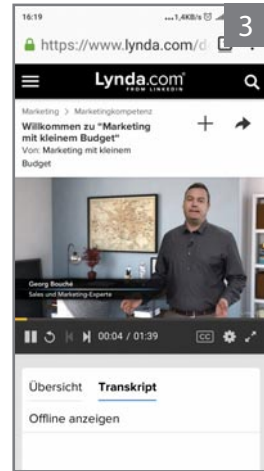 16:19
1,4KB/s
3
https://www.lynda.com/d
Lynda.com
FROM LINKEDIN
Marketing > Marketingkompetenz
Willkommen zu "Marketing
mit kleinem Budget"
Von: Marketing mit kleinem
Budget
Georg Bouché
Sales und Marketing-Experte
00:04 / 01:39
CC
Übersicht Transkript
Offline anzeigen